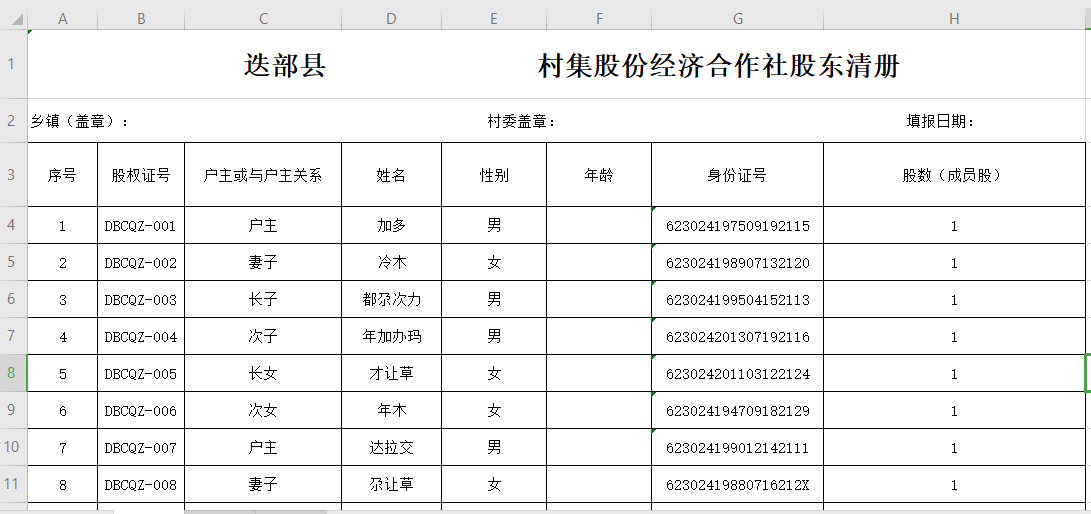 A B C D E F G H
1 迭部县 村集股份经济合作社股东清册
2 乡镇（盖章）： 村委盖章： 填报日期：
3 序号 股权证号 户主或与户主关系 姓名 性别 年龄 身份证号 股数（成员股）
4 1 DBCQZ-001 户主 加多 男 623024197509192115 1
5 2 DBCQZ-002 妻子 冷木 女 623024198907132120 1
6 3 DBCQZ-003 长子 都尕次力 男 623024199504152113 1
7 4 DBCQZ-004 次子 年加办玛 男 623024201307192116 1
8 5 DBCQZ-005 长女 才让草 女 623024201103122124 1
9 6 DBCQZ-006 次女 年木 女 623024194709182129 1
10 7 DBCQZ-007 户主 达拉交 男 623024199012142111 1
11 8 DBCQZ-008 妻子 尕让草 女 62302419880716212X 1